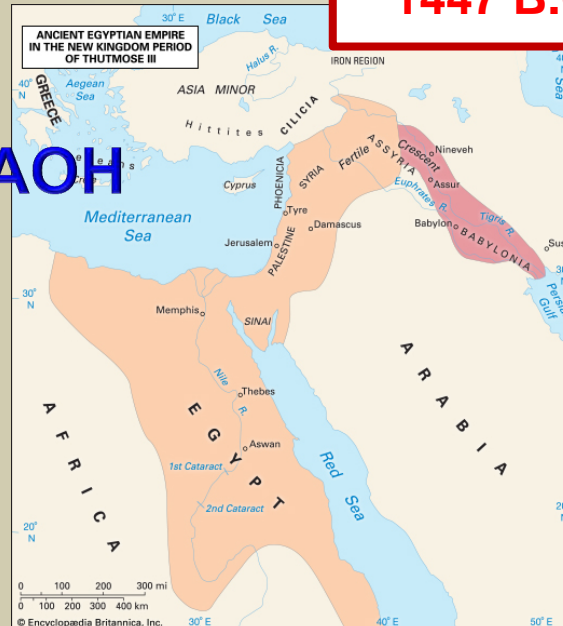 1447 B.
30° E
Black Sea
ANCIENT EGYPTIAN EMPIRE
IN THE NEW KINGDOM PERIOD
OF THUTMOSE III
Halus R.
IRON REGION
40°
N
GREECE
Aegean
Sea
ASIA MINOR
Hittites
CILICIA
AOH
Crete
Cyprus
PHOENICIA
SYRIA
Fertile
Crescent
ASSYRIA
Nineveh
Assur
Euphrates R.
Tigris R.
Mediterranean
Sea
Tyre
Damascus
Babylon
BABYLONIA
Jerusalem
PALESTINE
30°
N
Persian
Gulf
Memphis
SINAI
Nile
R.
Thebes
ARABIA
AFRICA
EGYPT
Aswan
1st Cataract
2nd Cataract
Red Sea
20°
N
0 100 200 300 mi
0 100 200 300 400 km
© Encyclopædia Britannica, Inc.
30° E
40° E
50° E